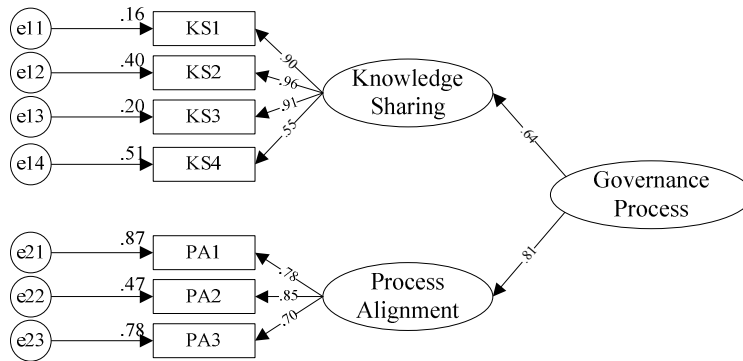 e11
.16
KS1
e12
.40
KS2
e13
.20
KS3
e14
.51
KS4
.90
.96
.91
.55
Knowledge
Sharing
.64
Governance
Process
.81
e21
.87
PA1
e22
.47
PA2
e23
.78
PA3
.78
.85
.70
Process
Alignment